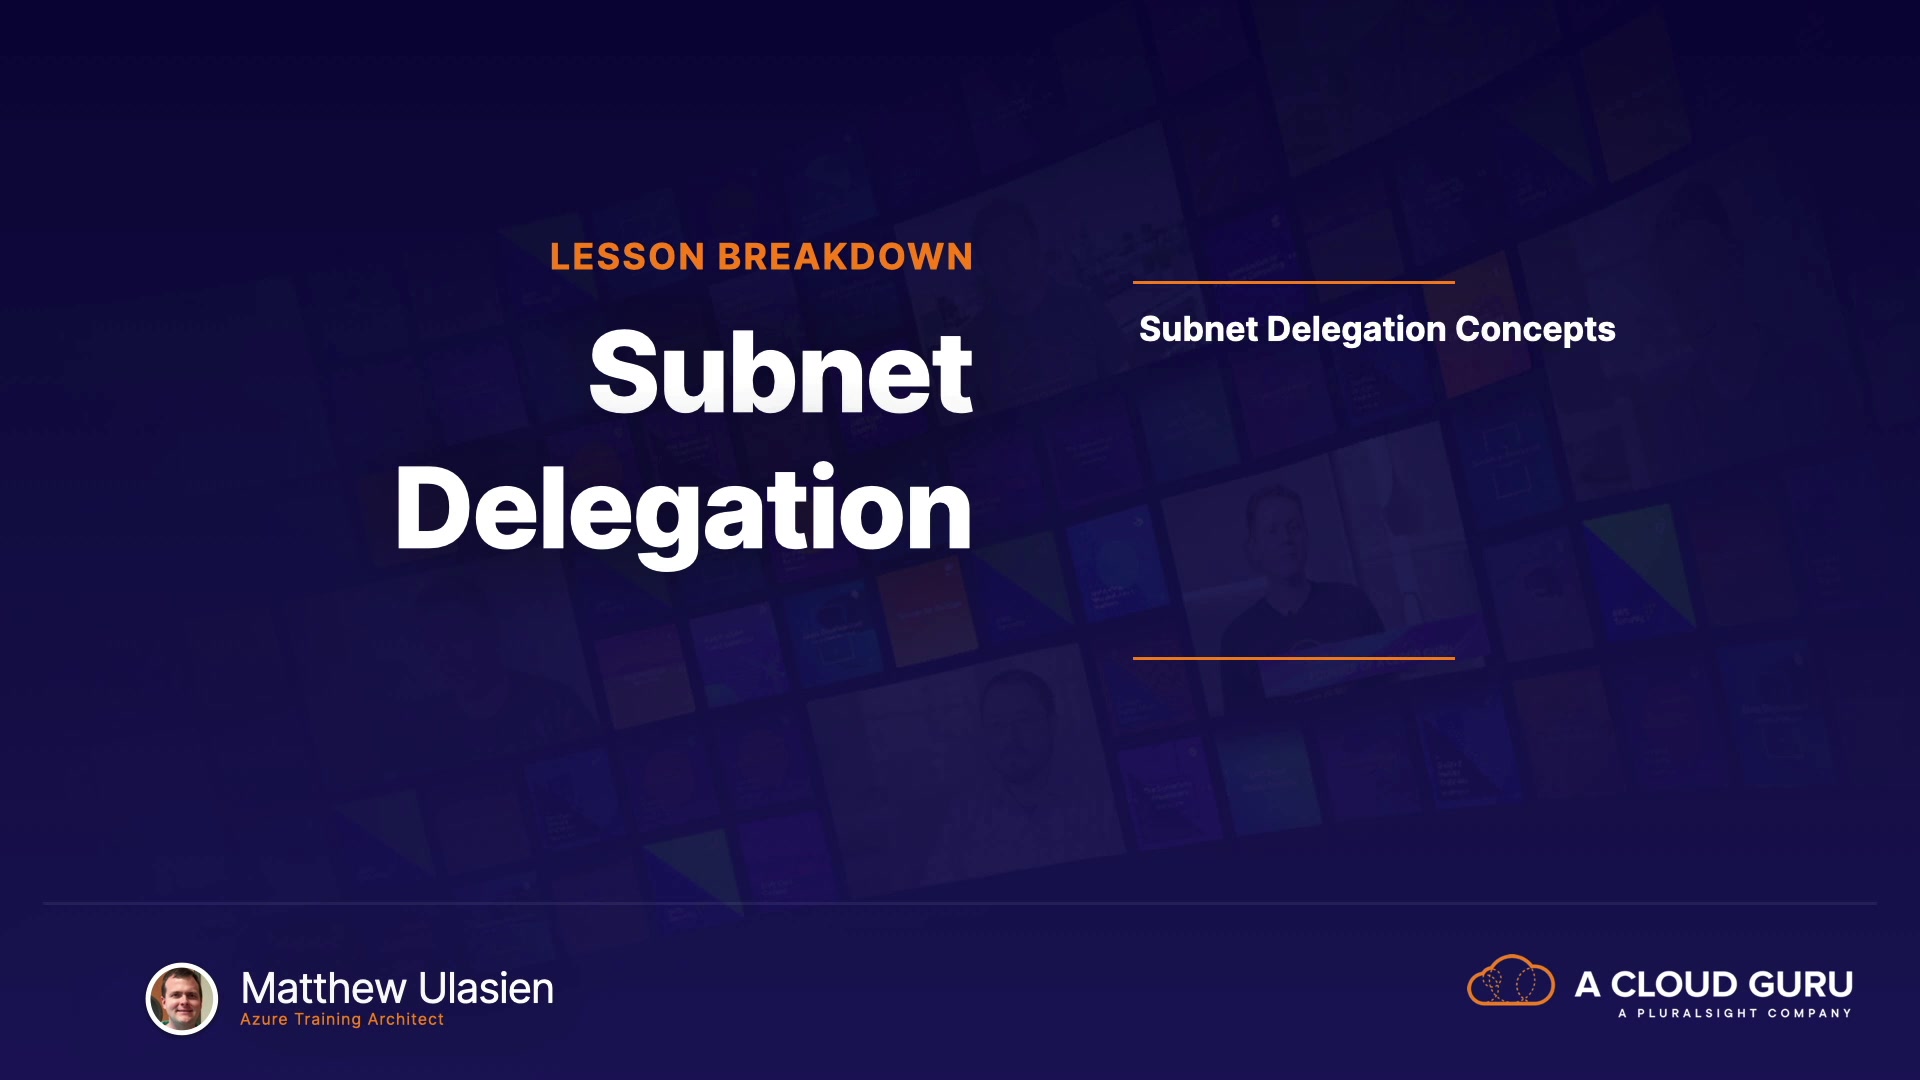 LESSON BREAKDOWN
Subnet
Delegation
Subnet Delegation Concepts
Matthew Ulasien
Azure Training Architect
A CLOUD GURU
A PLURALSIGHT COMPANY